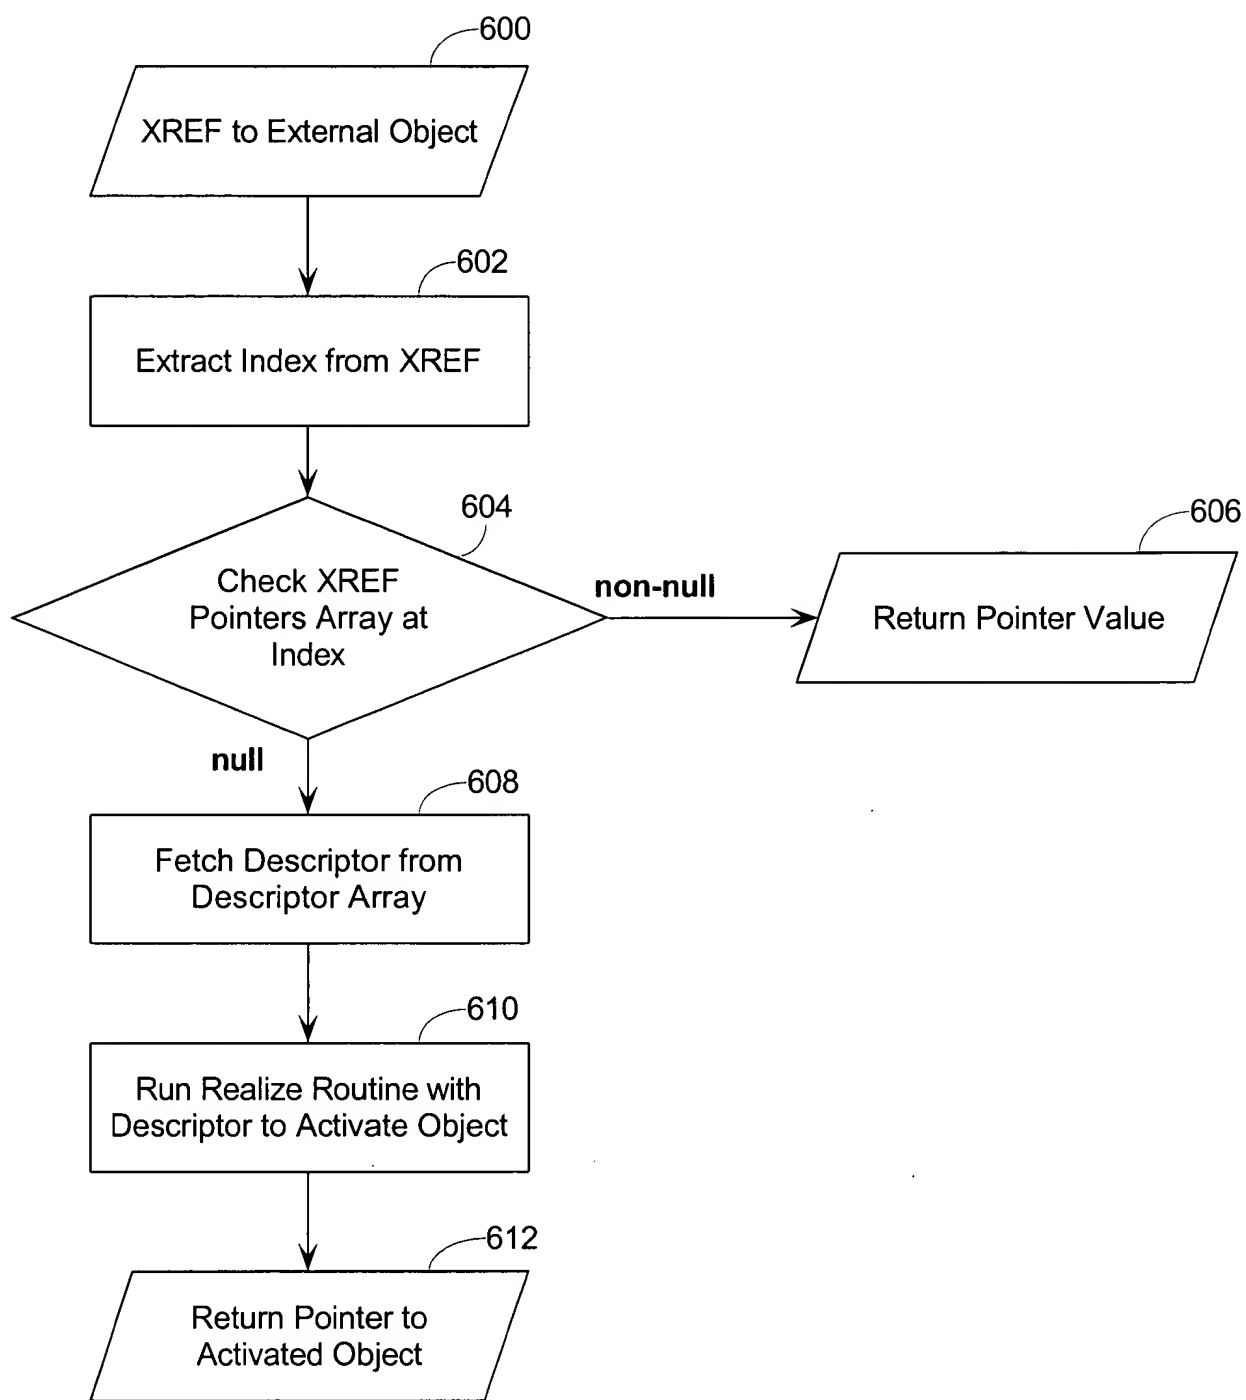 600
XREF to External Object
602
Extract Index from XREF
604
Check XREF
Pointers Array at
Index
non-null
606
Return Pointer Value
null
608
Fetch Descriptor from
Descriptor Array
610
Run Realize Routine with
Descriptor to Activate Object
612
Return Pointer to
Activated Object